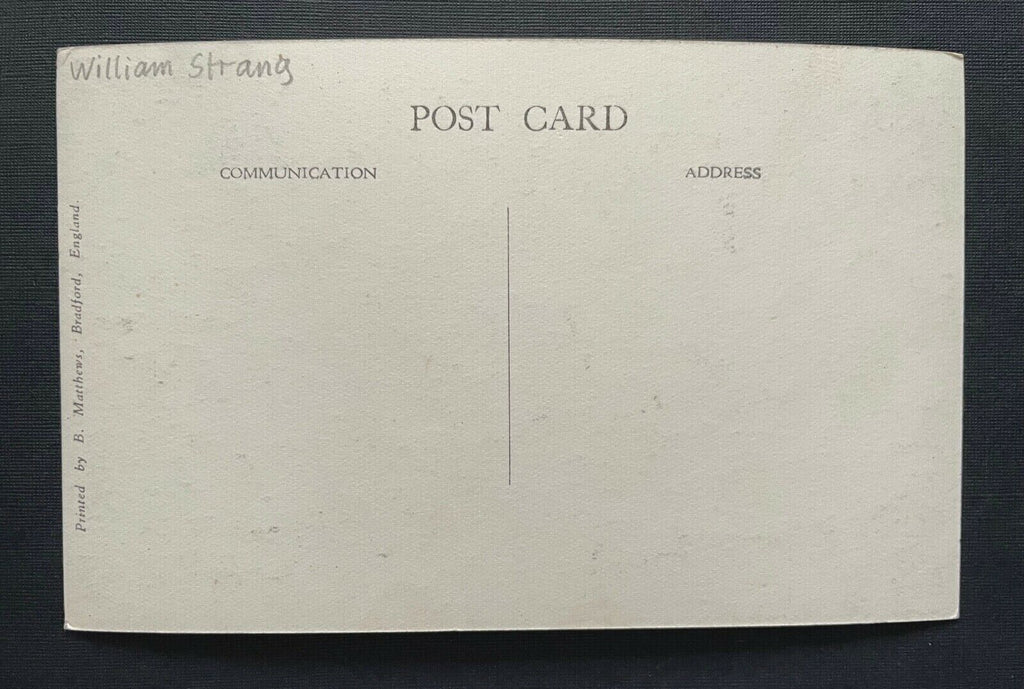 William Strang
POST CARD
COMMUNICATION
ADDRESS
Printed by B. Matthews, Bradford, England.